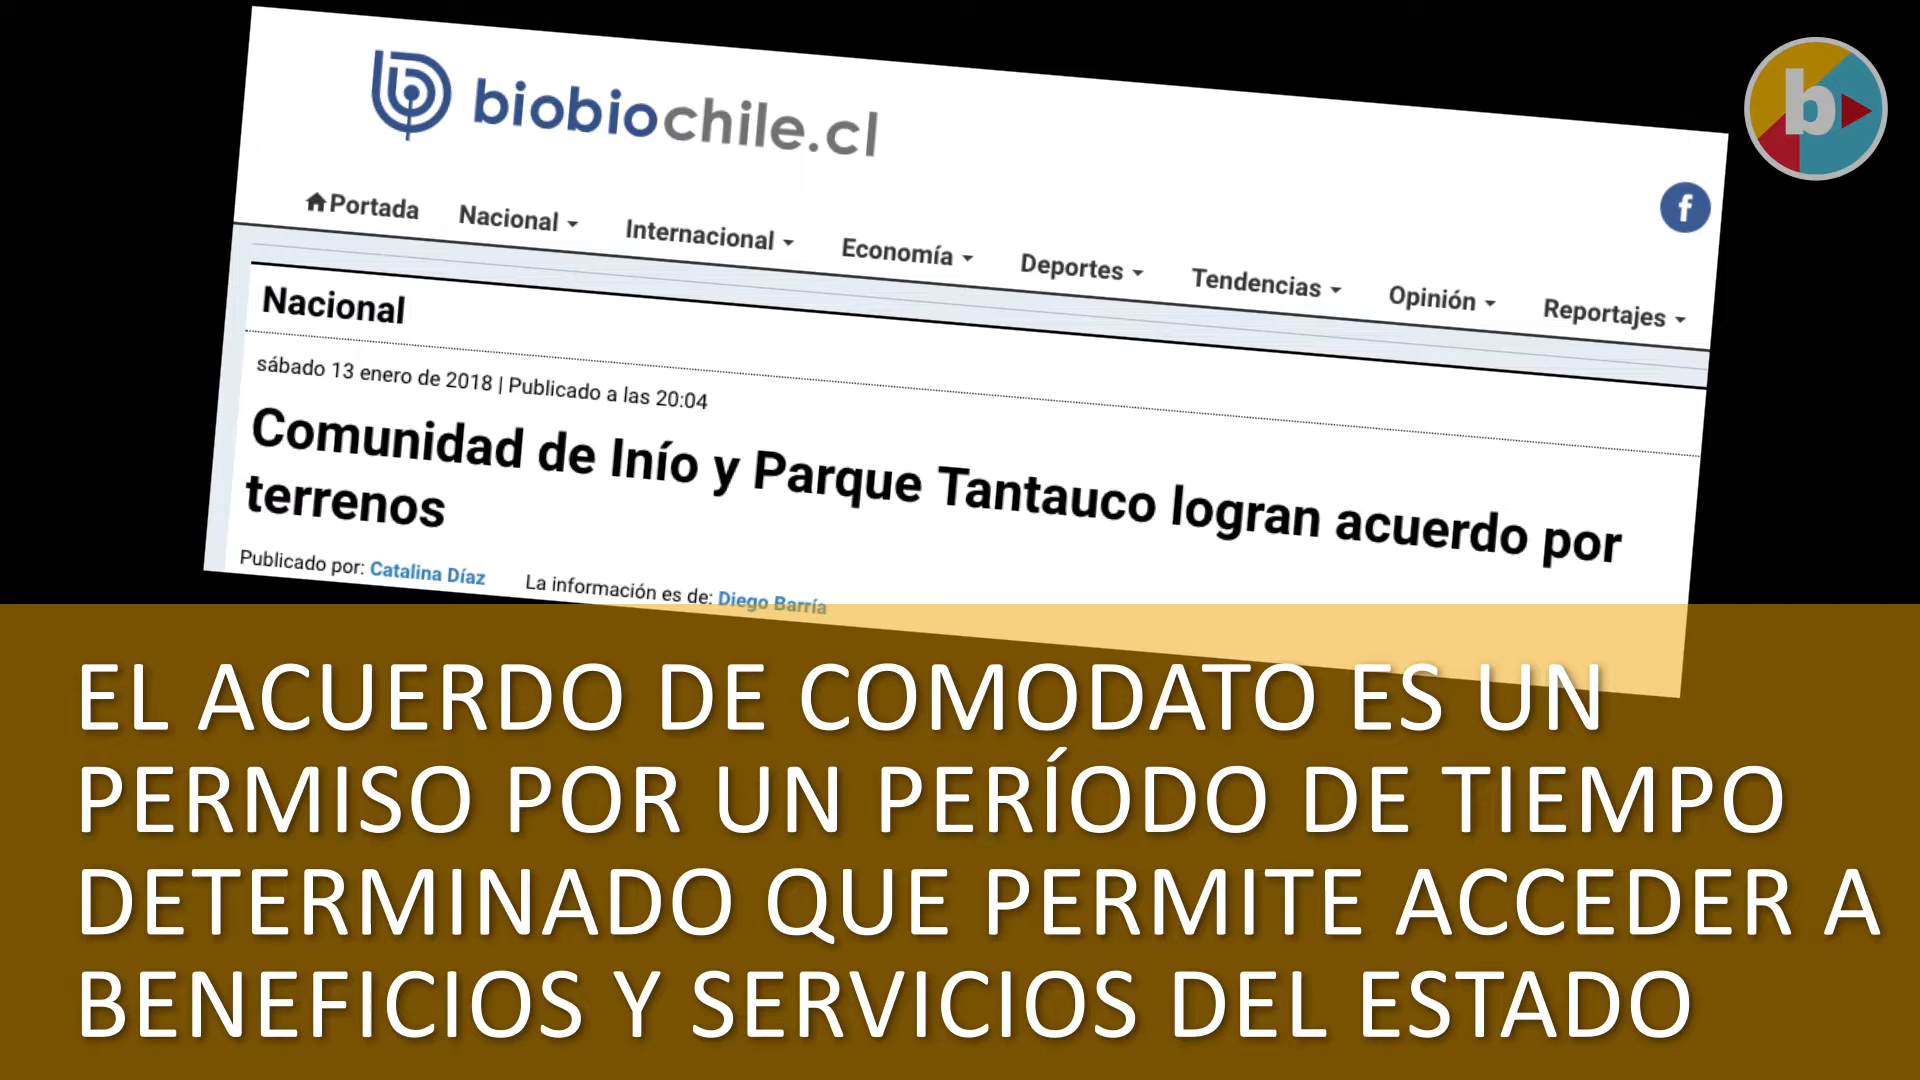 biobiochile.cl
b
f
Portada Nacional Internacional Economía Deportes Tendencias Opinión Reportajes
Nacional
sábado 13 enero de 2018 | Publicado a las 20:04
Comunidad de Inío y Parque Tantauco logran acuerdo por
terrenos
Publicado por: Catalina Díaz La información es de: Diego Barría
EL ACUERDO DE COMODATO ES UN
PERMISO POR UN PERÍODO DE TIEMPO
DETERMINADO QUE PERMITE ACCEDER A
BENEFICIOS Y SERVICIOS DEL ESTADO